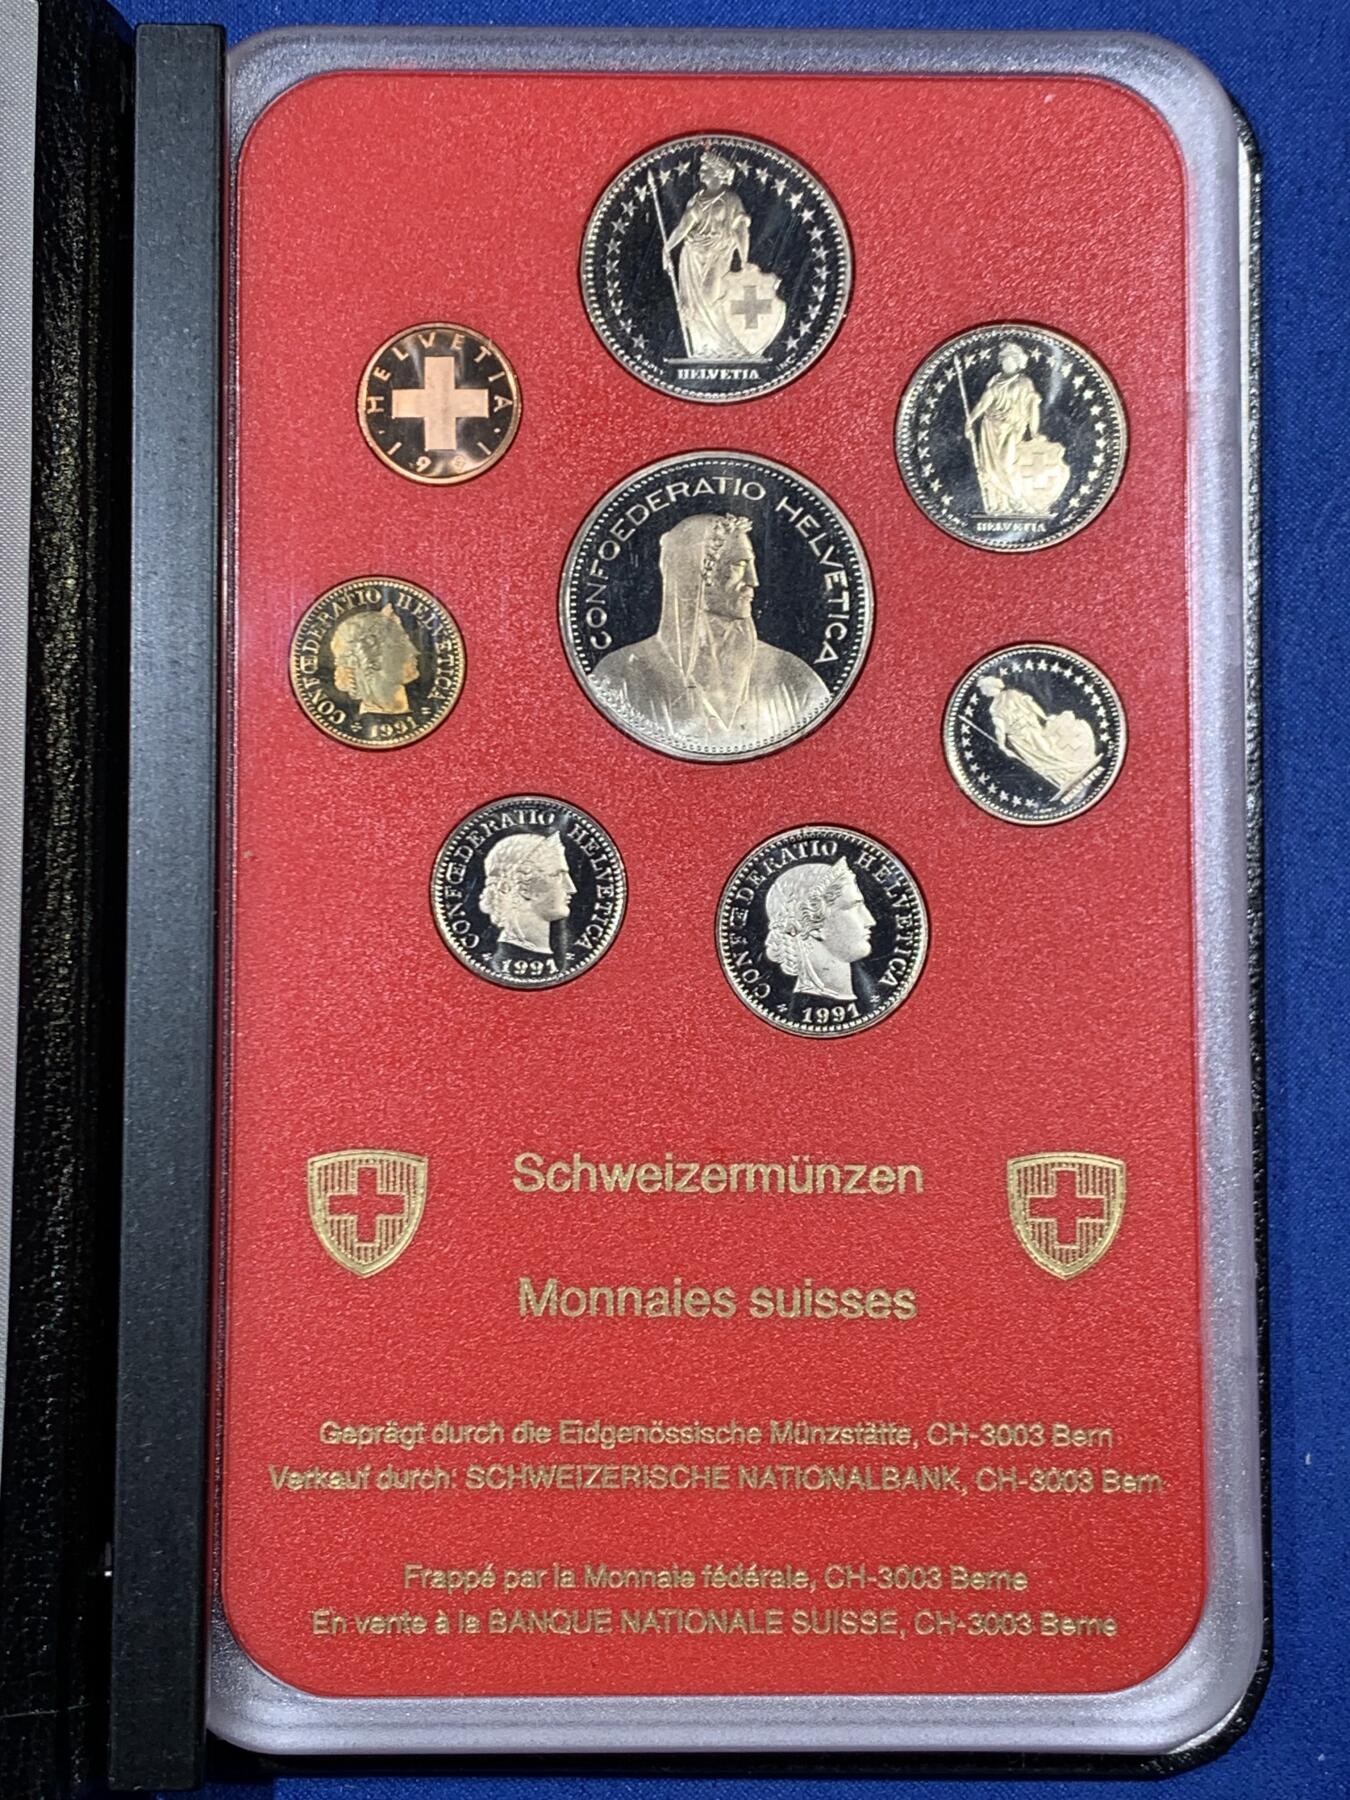 HELVETIA
HELVETIA
1991
HELVETIA
CONFOEDERATIO HELVETICA
CONFŒDERATIO HELVETICA
1991
CONFŒDERATIO HELVETICA
1991
CONFŒDERATIO HELVETICA
1991
Schweizermünzen
Monnaies suisses
Geprägt durch die Eidgenössische Münzstätte, CH-3003 Bern
Verkauf durch: SCHWEIZERISCHE NATIONALBANK, CH-3003 Bern
Frappé par la Monnaie fédérale, CH-3003 Berne
En vente à la BANQUE NATIONALE SUISSE, CH-3003 Berne